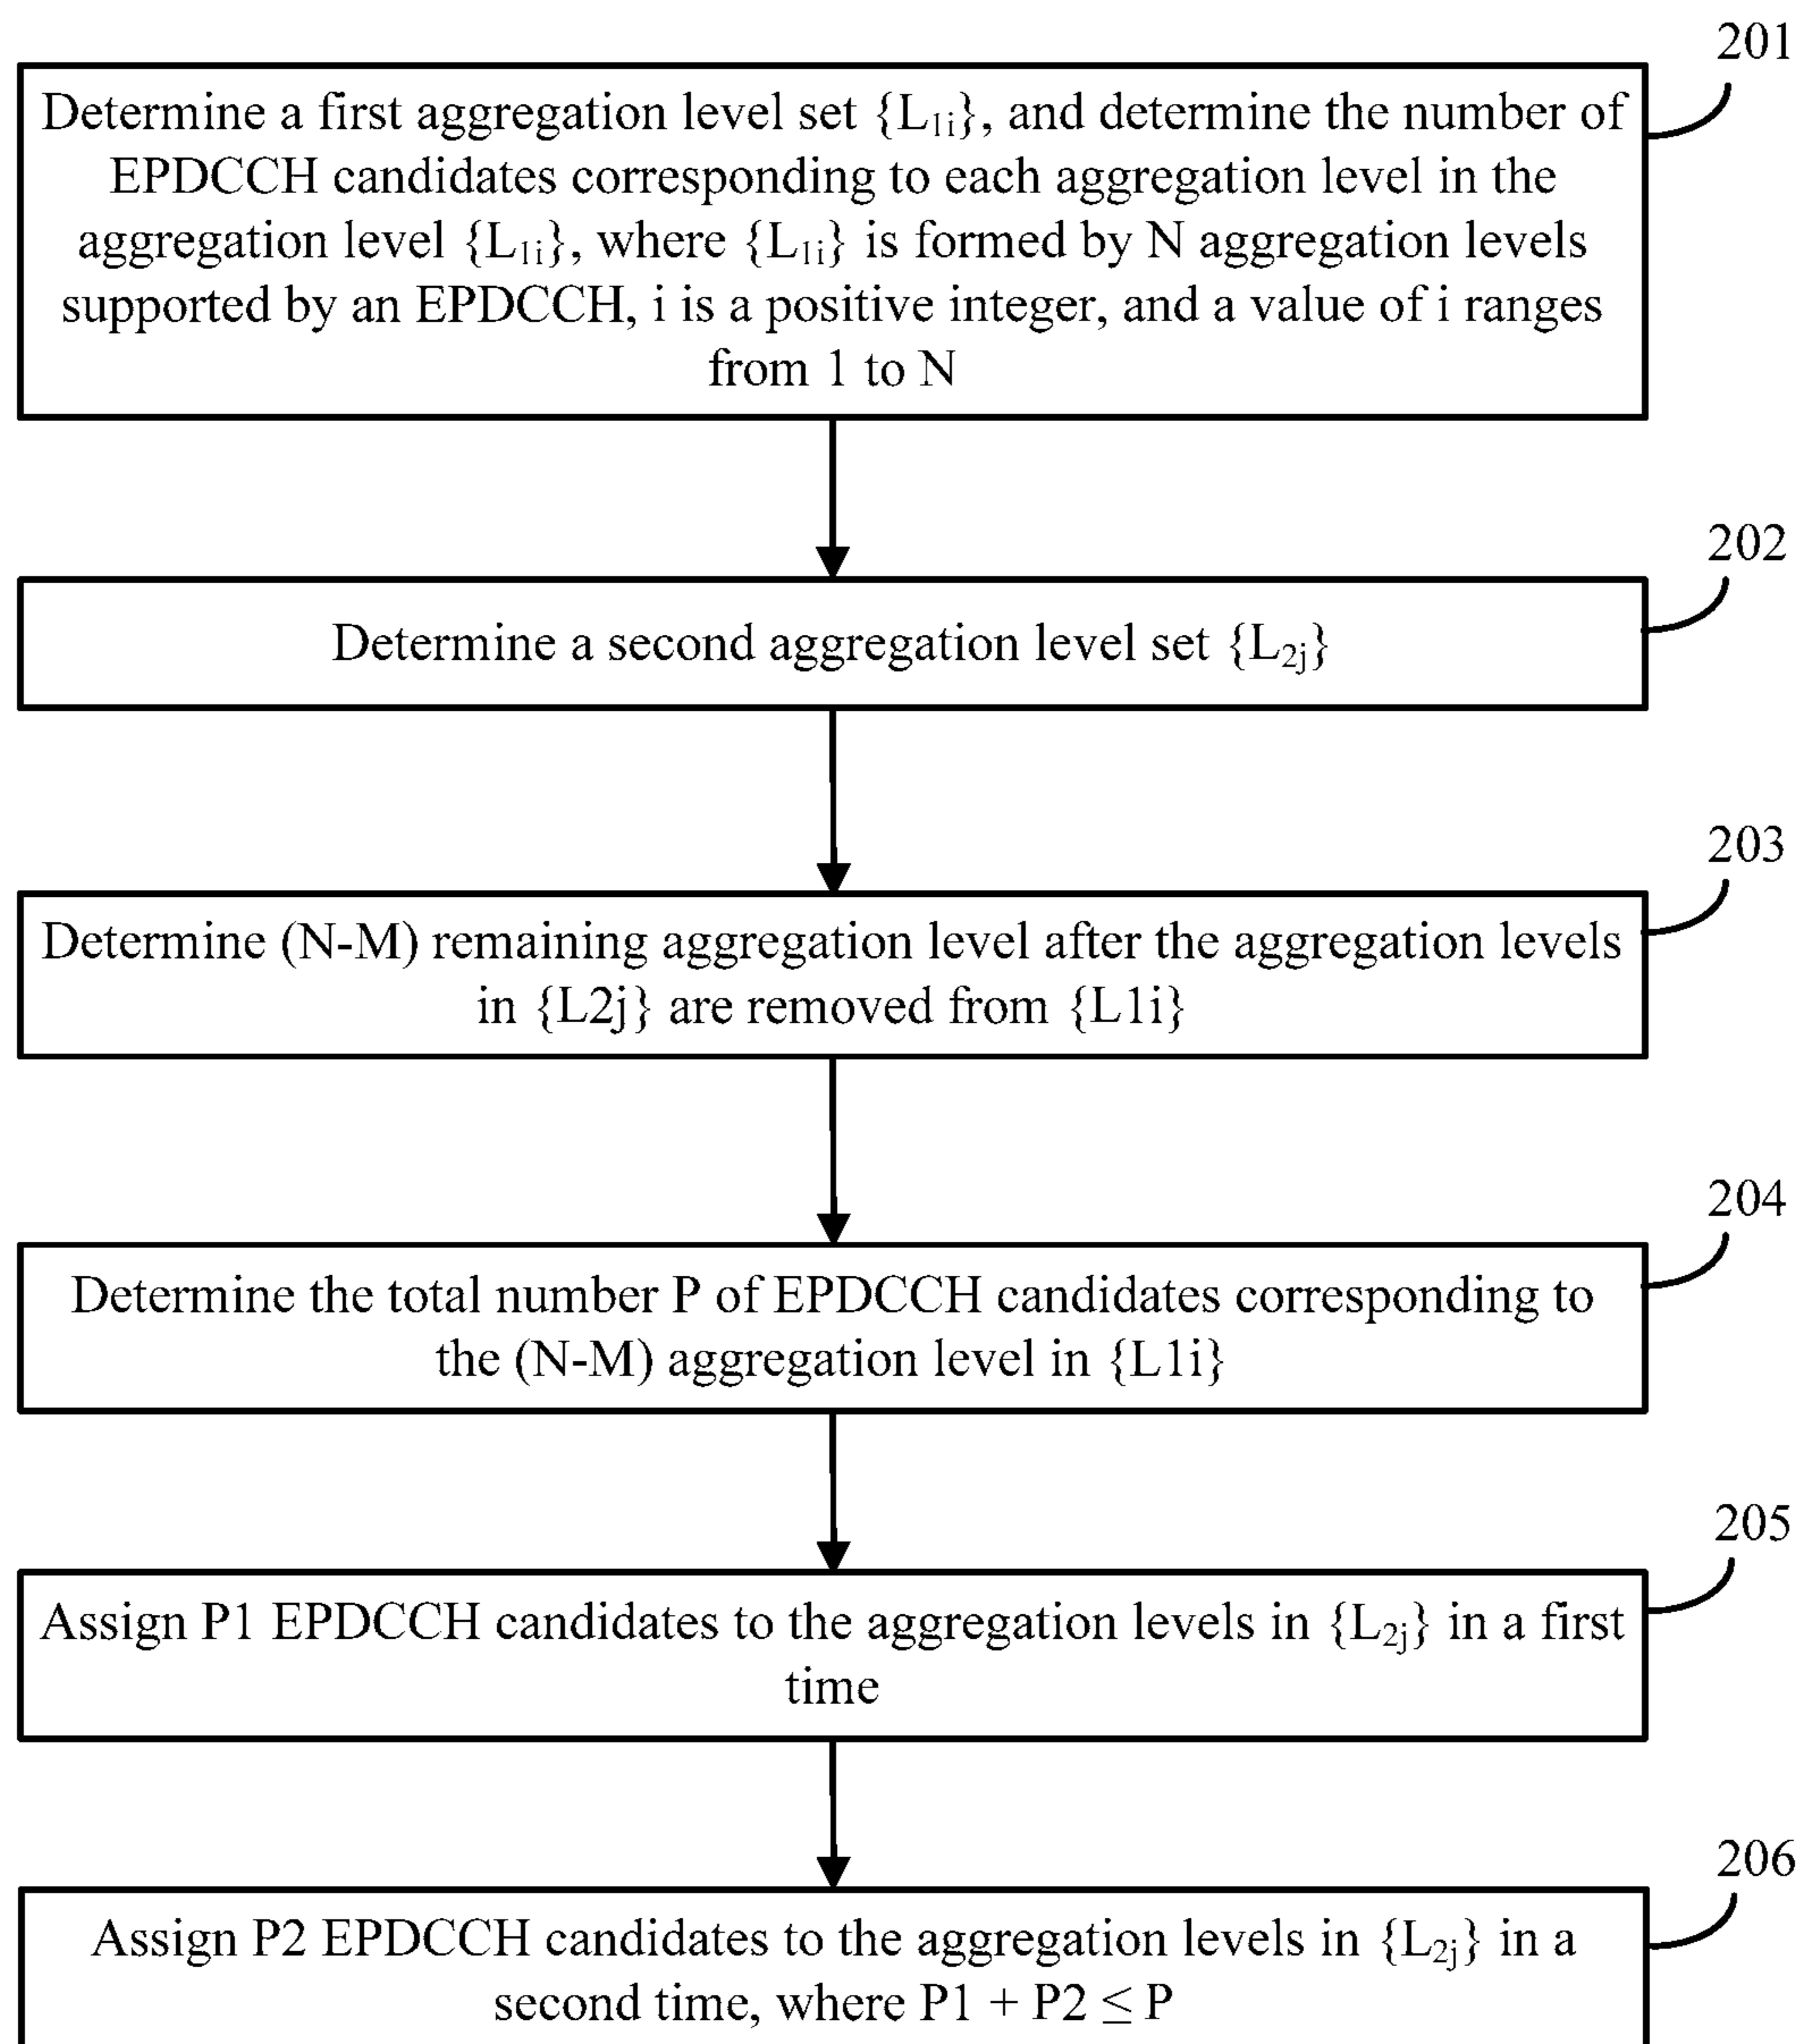 201
Determine a first aggregation level set {L1i}, and determine the number of
EPDCCH candidates corresponding to each aggregation level in the
aggregation level {L1i}, where {L1i} is formed by N aggregation levels
supported by an EPDCCH, i is a positive integer, and a value of i ranges
from 1 to N
202
Determine a second aggregation level set {L2j}
203
Determine (N-M) remaining aggregation level after the aggregation levels
in {L2j} are removed from {L1i}
204
Determine the total number P of EPDCCH candidates corresponding to
the (N-M) aggregation level in {L1i}
205
Assign P1 EPDCCH candidates to the aggregation levels in {L2j} in a first
time
206
Assign P2 EPDCCH candidates to the aggregation levels in {L2j} in a
second time, where P1 + P2 ≤ P